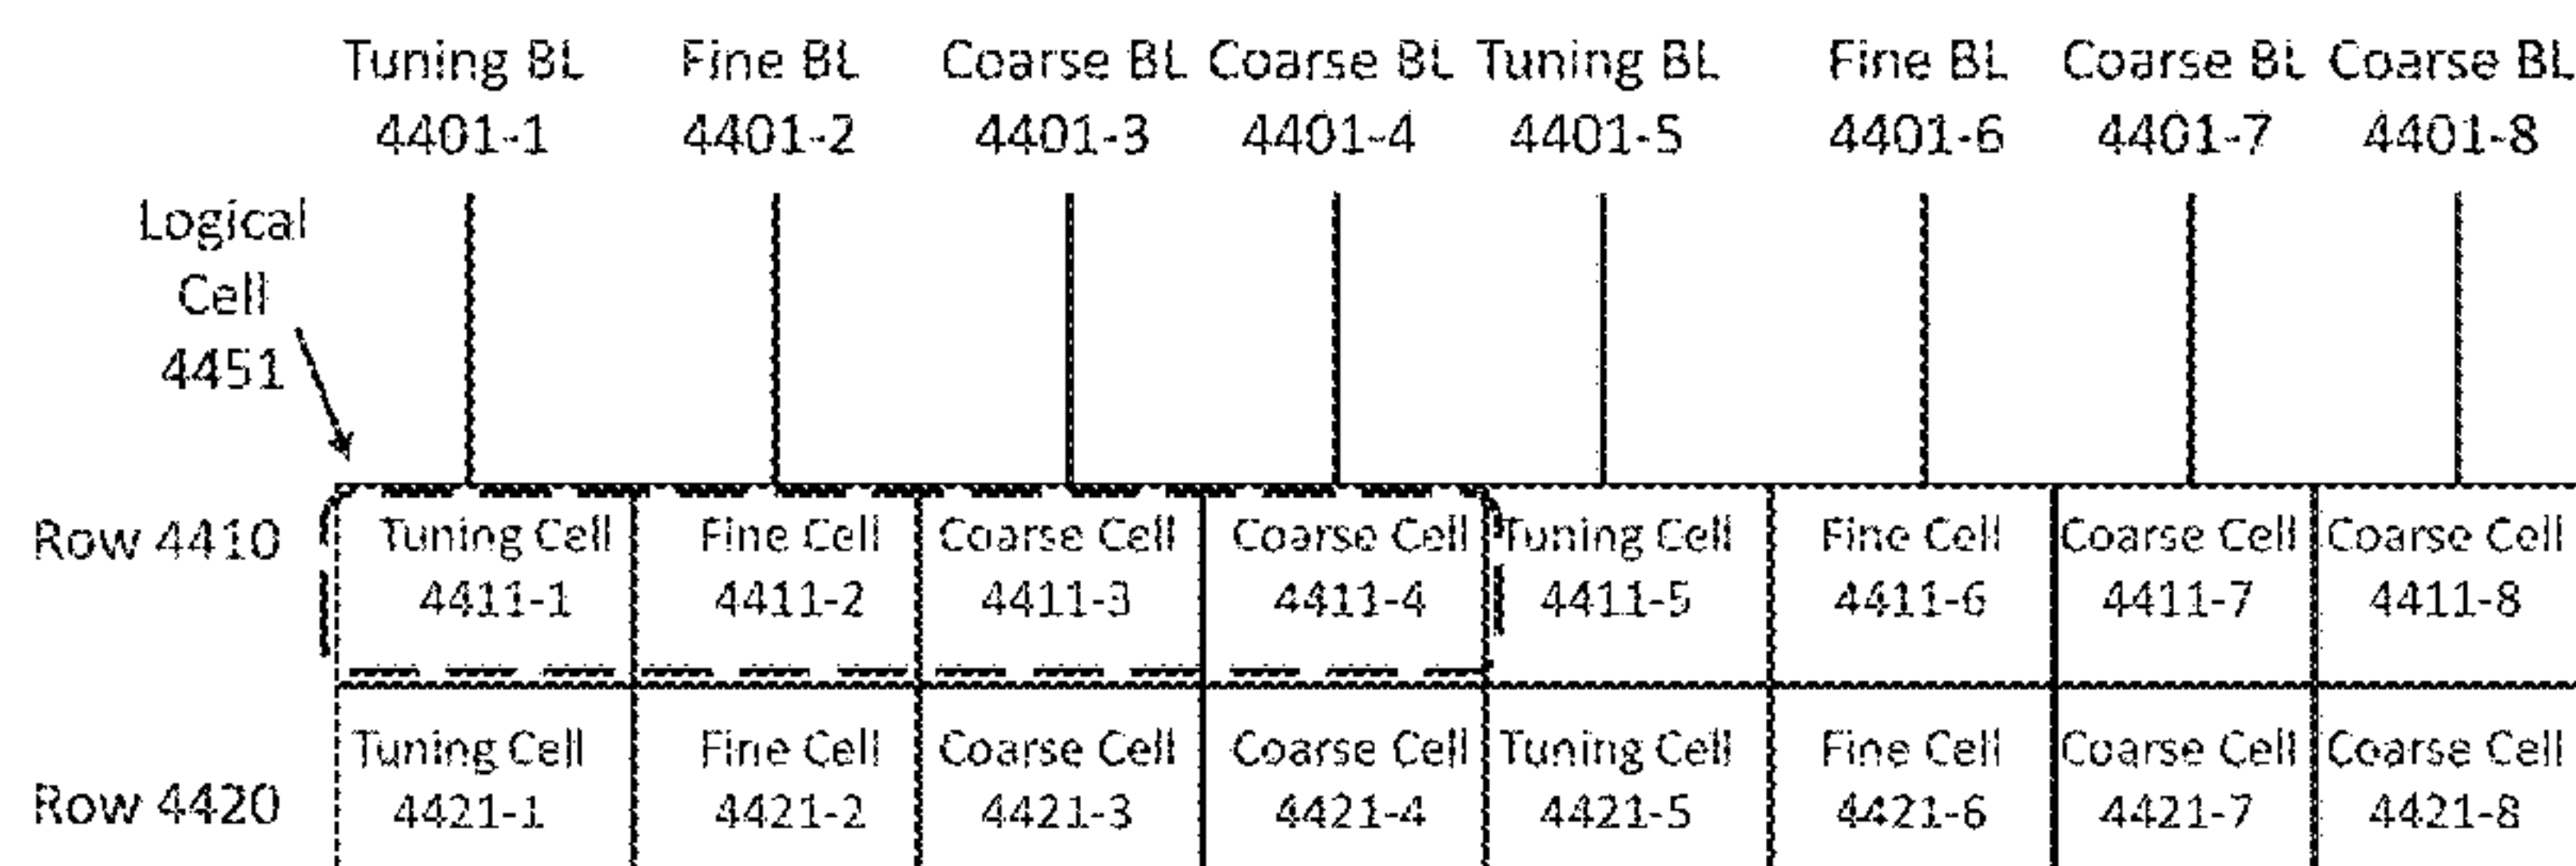 Tuning BL Fine BL Coarse BL Coarse BL Tuning BL Fine BL Coarse BL Coarse BL
4401-1 4401-2 4401-3 4401-4 4401-5 4401-6 4401-7 4401-8
Logical
Cell
4451
Row 4410 Tuning Cell Fine Cell Coarse Cell Coarse Cell Tuning Cell Fine Cell Coarse Cell Coarse Cell
4411-1 4411-2 4411-3 4411-4 4411-5 4411-6 4411-7 4411-8
Tuning Cell Fine Cell Coarse Cell Coarse Cell Tuning Cell Fine Cell Coarse Cell Coarse Cell
Row 4420 4421-1 4421-2 4421-3 4421-4 4421-5 4421-6 4421-7 4421-8